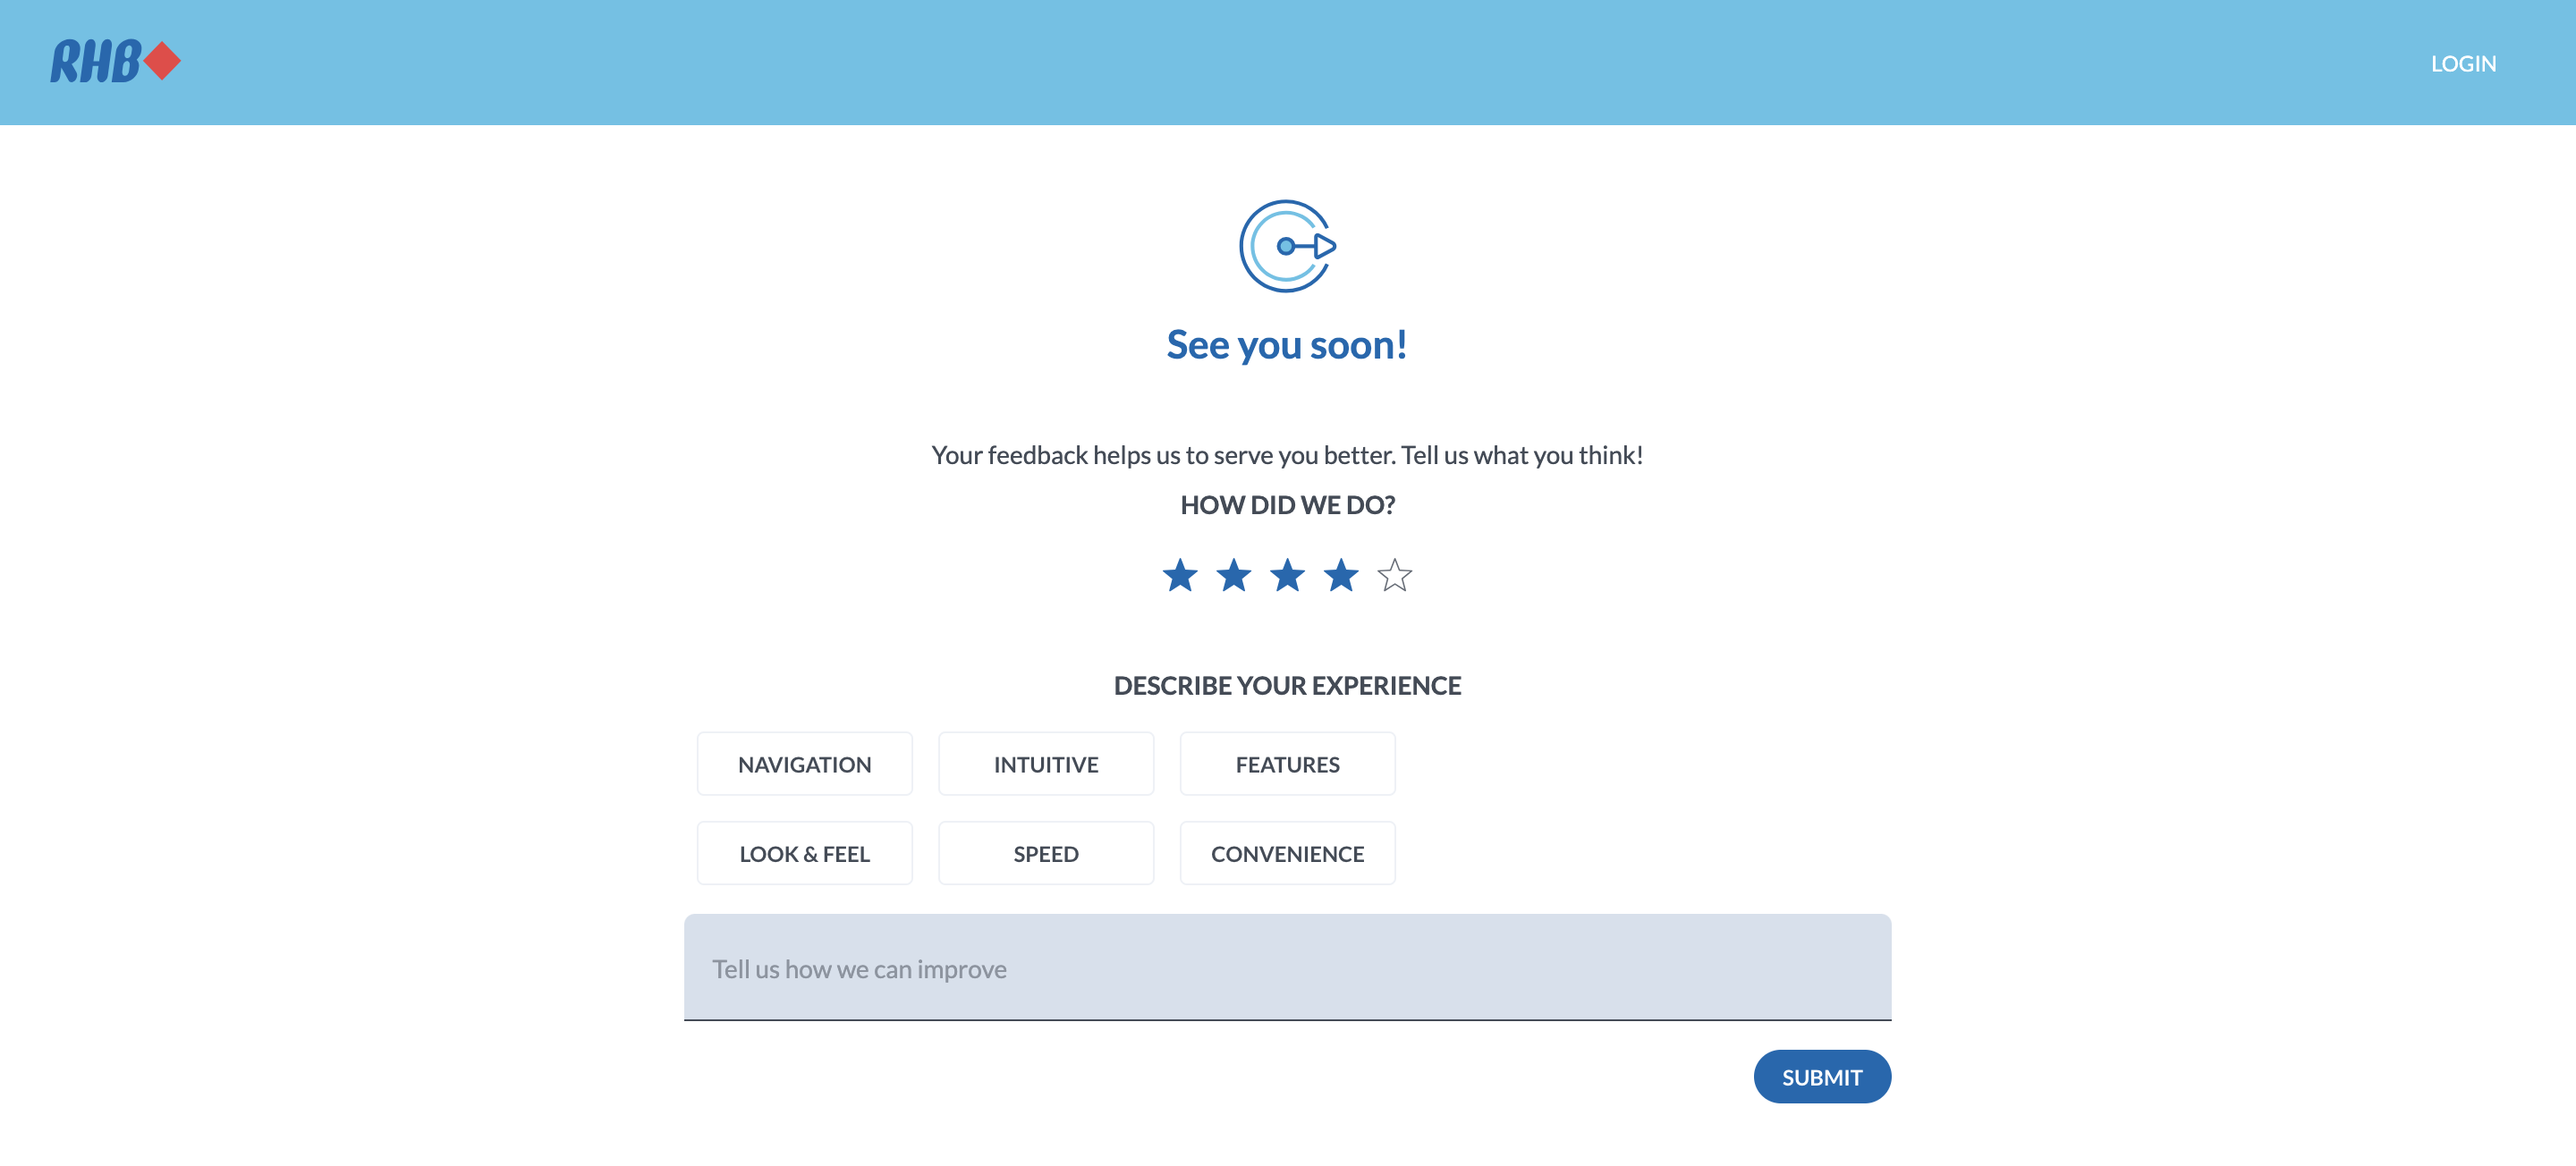 RHB
LOGIN
See you soon!
Your feedback helps us to serve you better. Tell us what you think!
HOW DID WE DO?
DESCRIBE YOUR EXPERIENCE
NAVIGATION INTUITIVE FEATURES
LOOK & FEEL SPEED CONVENIENCE
Tell us how we can improve
SUBMIT